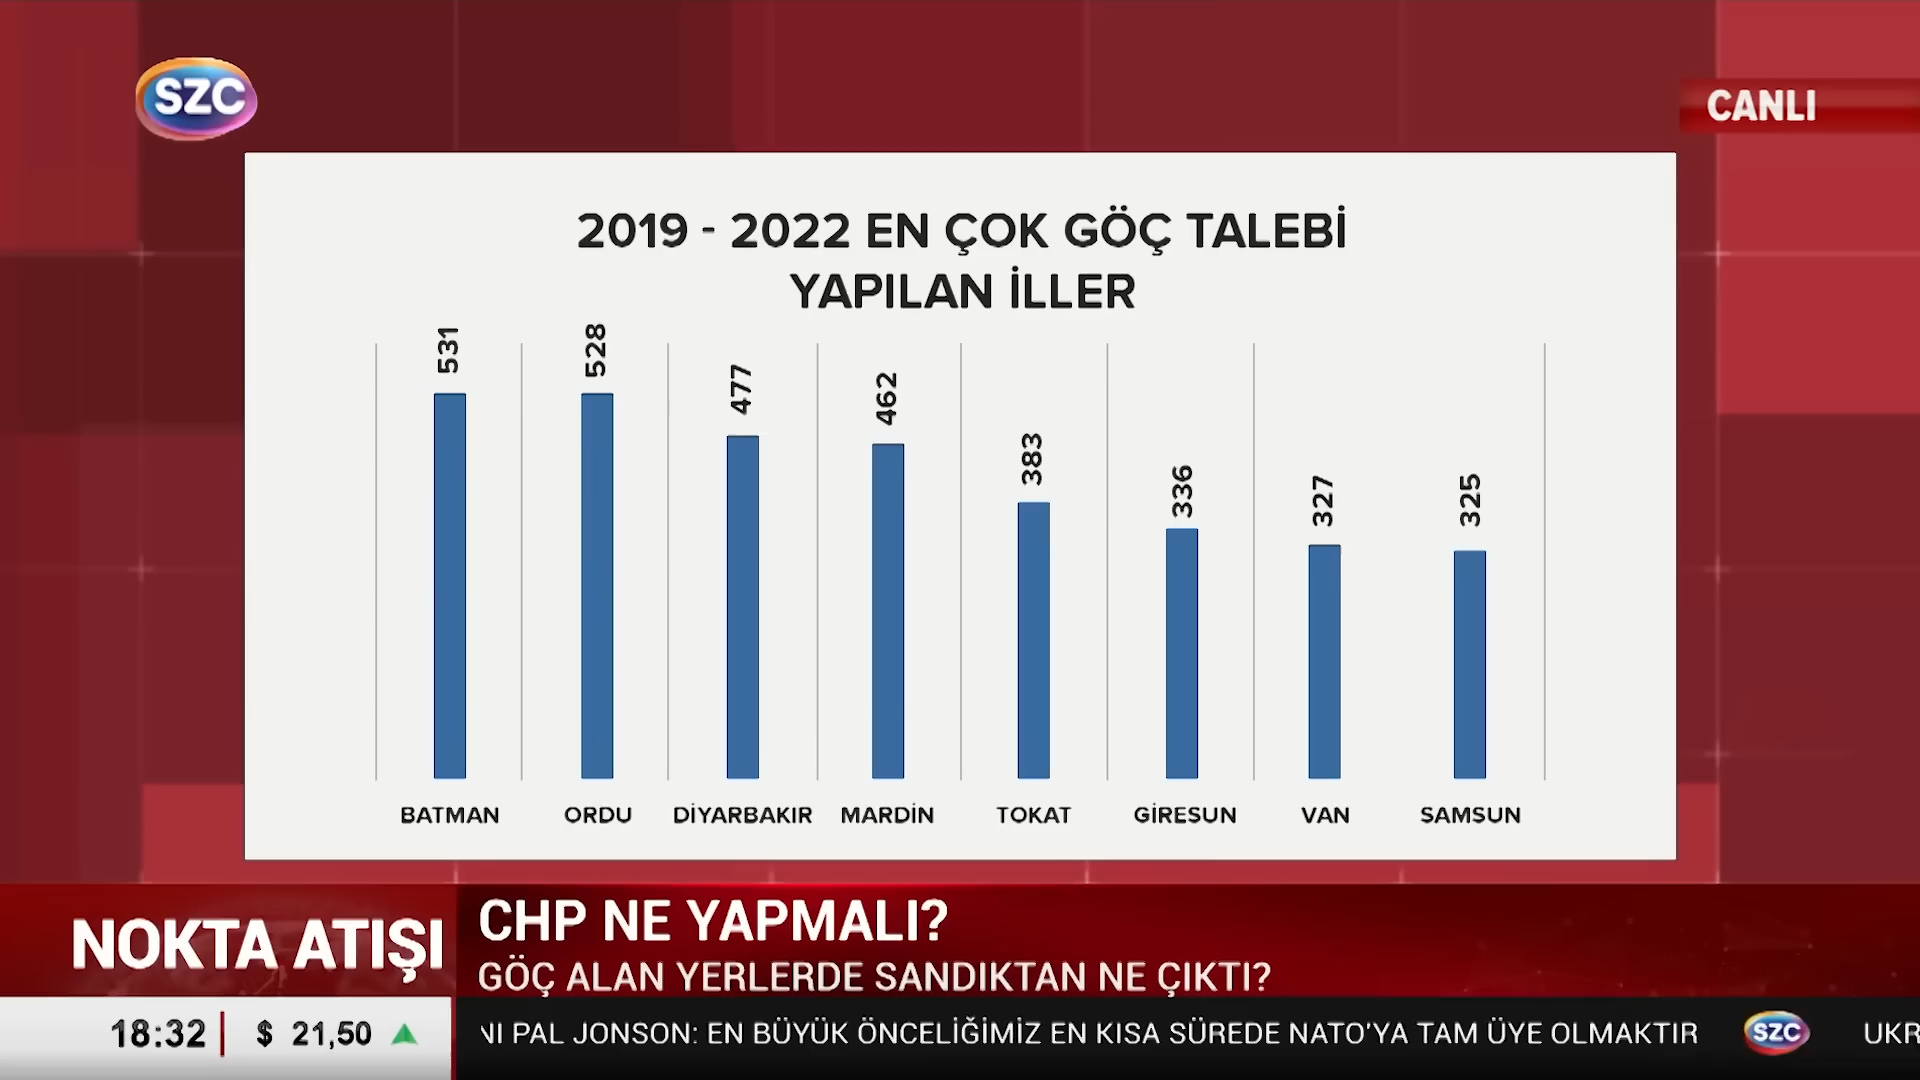 SZC
CANLI
2019 - 2022 EN ÇOK GÖÇ TALEBİ
YAPILAN İLLER
531
528
477
462
383
336
327
325
BATMAN
ORDU
DİYARBAKIR
MARDİN
TOKAT
GİRESUN
VAN
SAMSUN
NOKTA ATIŞI
CHP NE YAPMALI?
GÖÇ ALAN YERLERDE SANDIKTAN NE ÇIKTI?
18:32
$ 21,50
PAL JONSON: EN BÜYÜK ÖNCELİĞİMİZ EN KISA SÜREDE NATO'YA TAM ÜYE OLMAKTIR
SZC
UKR